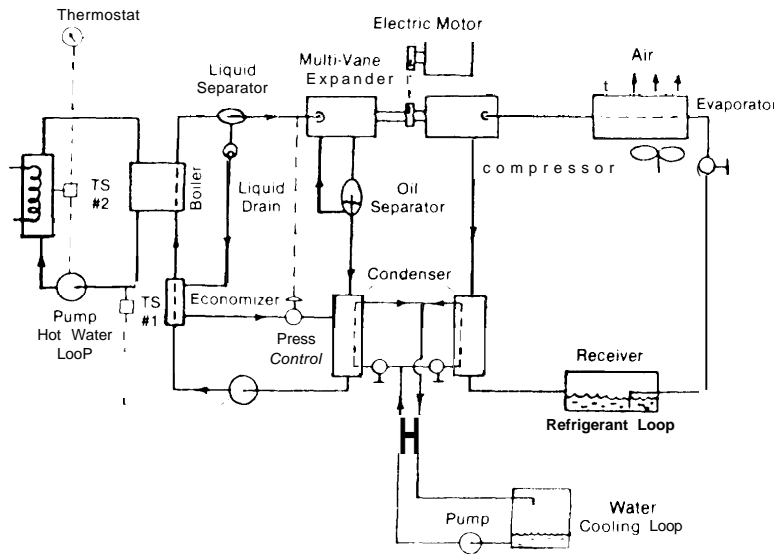 Thermostat
Electric Motor
Liquid
Separator
Multi-Vane
Expander
Air
t
Evaporator
compressor
TS
#2
Boiler
Liquid
Drain
Oil
Separator
Condenser
TS
#1
Economizer
Pump
Hot Water
LooP
Press
Control
Receiver
Refrigerant Loop
H
Pump
Water
Cooling Loop